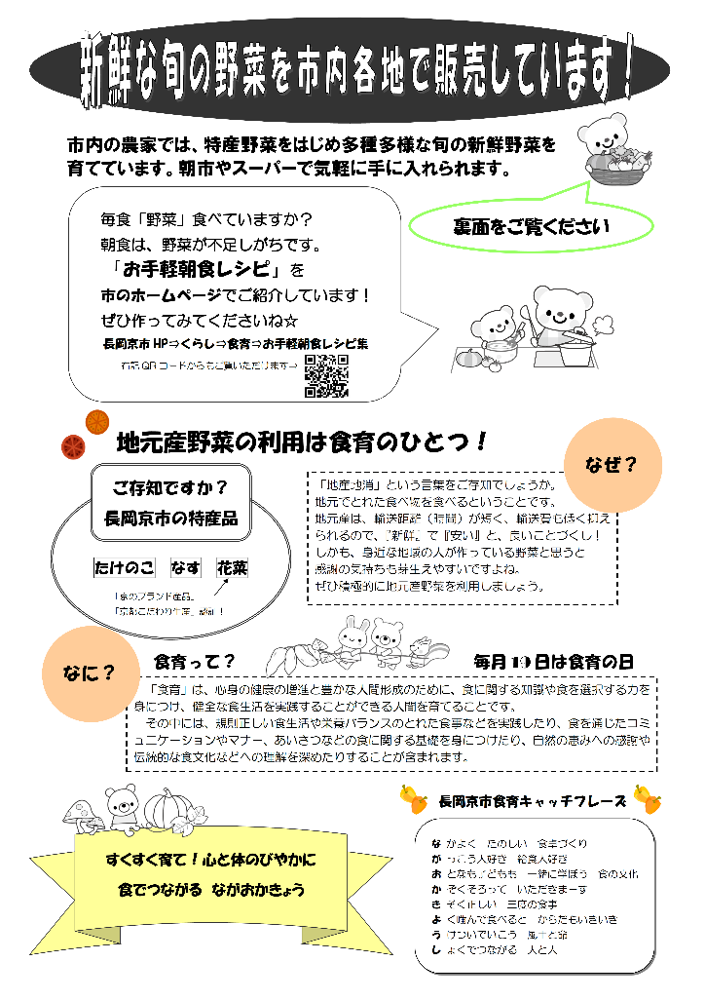 新鮮な旬の野菜を市内各地で販売しています！
市内の農家では、特産野菜をはじめ多種多様な旬の新鮮野菜を
育てています。朝市やスーパーで気軽に手に入れられます。
毎食「野菜」食べていますか？
朝食は、野菜が不足しがちです。
「お手軽朝食レシピ」を
市のホームページでご紹介しています！
ぜひ作ってみてくださいね☆
長岡京市HP⇒くらし⇒食育⇒お手軽朝食レシピ集
右記QRコードからもご覧いただけます⇒
裏面をご覧ください
地元産野菜の利用は食育のひとつ！
なぜ？
ご存知ですか？
長岡京市の特産品
たけのこ　なす　花菜
「京のブランド産品」
「京都こだわり生産」認証！
「地産地消」という言葉をご存知でしょうか。
地元でとれた食べ物を食べるということです。
地元産は、輸送距離（時間）が短く、輸送費も低く抑え
られるので、『新鮮』で『安い』と、良いことづくし！
しかも、身近な地域の人が作っている野菜と思うと
感謝の気持ちも芽生えやすいですよね。
ぜひ積極的に地元産野菜を利用しましょう。
なに？
食育って？
毎月19日は食育の日
「食育」は、心身の健康の増進と豊かな人間形成のために、食に関する知識や食を選択する力を
身につけ、健全な食生活を実践することができる人間を育てることです。
その中には、規則正しい食生活や栄養バランスのとれた食事などを実践したり、食を通じたコミ
ュニケーションやマナー、あいさつなどの食に関する基礎を身につけたり、自然の恵みへの感謝や
伝統的な食文化などへの理解を深めたりすることが含まれます。
すくすく育て！心と体のびやかに
食でつながる ながおかきょう
長岡京市食育キャッチフレーズ
な かよく　たのしい　食卓づくり
が っこう大好き　給食大好き
お となも子どもも　一緒に学ぼう　食の文化
か ぞくそろって　いただきまーす
き そく正しい　三度の食事
よ く噛んで食べると　からだもいきいき
う けついでいこう　風土と命
し ょくでつながる　人と人